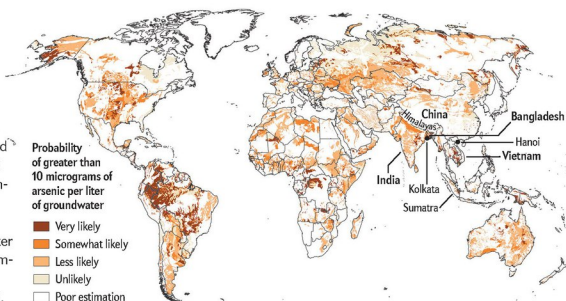 Probability
of greater than
10 micrograms of
arsenic per liter
of groundwater
Very likely
Somewhat likely
Less likely
Unlikely
Poor estimation
China
Himalayas
Bangladesh
Hanoi
Vietnam
India
Kolkata
Sumatra